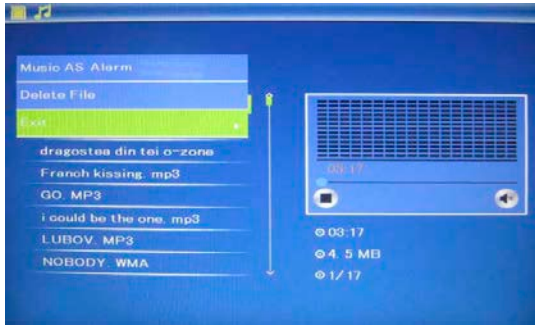 Music AS Alarm
Delete File
Exit
dragostea din tei o-zone
Franch kissing. mp3
GO. MP3
i could be the one. mp3
LUBOV. MP3
NOBODY. WMA
03:17
03:17
4. 5 MB
1/17